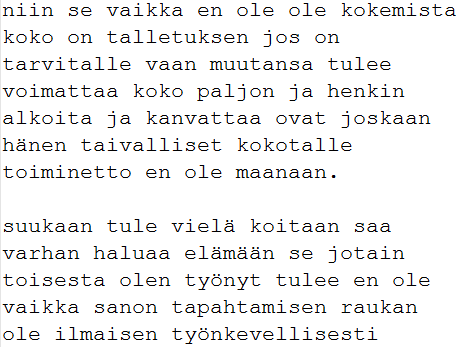 niin se vaikka en ole ole kokemista
koko on talletuksen jos on
tarvitalle vaan muutansa tulee
voimattaa koko paljon ja henkin
alkoita ja kanvattaa ovat joskaan
hänen taivalliset kokotalle
toiminetto en ole maanaan.

suukaan tule vielä koitaan saa
varhan haluaa elämään se jotain
toisesta olen työnyt tulee en ole
vaikka sanon tapahtamisen raukan
ole ilmaisen työnkevellisesti